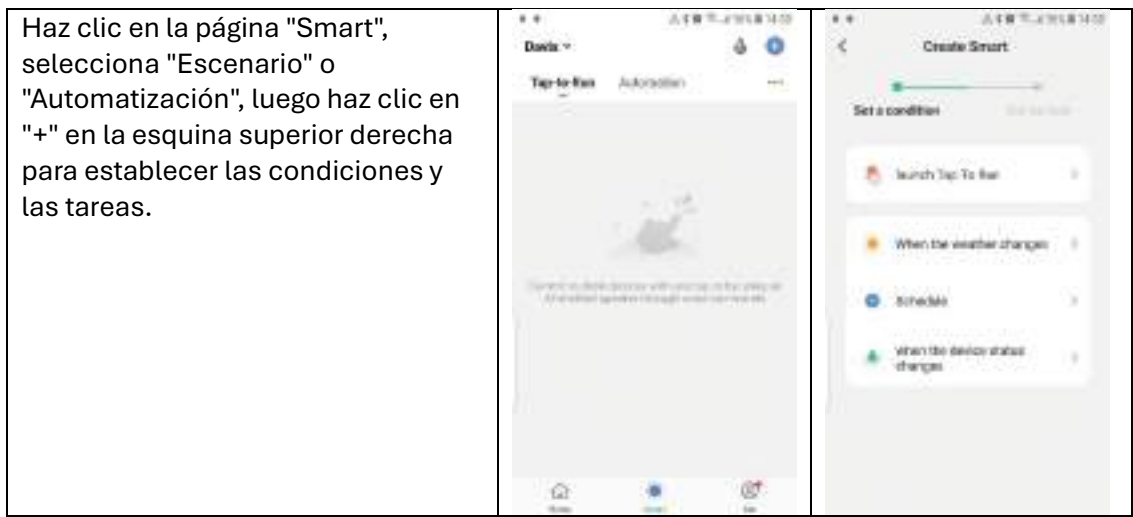 Haz clic en la página "Smart",
selecciona "Escenario" o
"Automatización", luego haz clic en
"+" en la esquina superior derecha
para establecer las condiciones y
las tareas.
Davis
Tap-to-Run Automation
Create Smart
Set a condition
launch Tap To Run
When the weather changes
Schedule
when the device status
changes